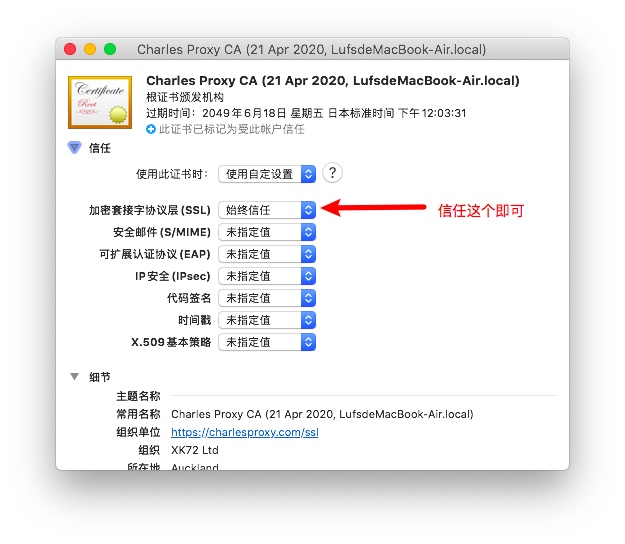 Charles Proxy CA (21 Apr 2020, LufsdeMacBook-Air.local)
Certificate
Root
Charles Proxy CA (21 Apr 2020, LufsdeMacBook-Air.local)
根证书颁发机构
过期时间：2049 年 6 月 18 日 星期五 日本标准时间 下午 12:03:31
此证书已标记为受此帐户信任
信任
使用此证书时： 使用自定设置 ?
加密套接字协议层 (SSL) 始终信任 信任这个即可
安全邮件 (S/MIME) 未指定值
可扩展认证协议 (EAP) 未指定值
IP 安全 (IPsec) 未指定值
代码签名 未指定值
时间戳 未指定值
X.509 基本策略 未指定值
细节
主题名称
常用名称 Charles Proxy CA (21 Apr 2020, LufsdeMacBook-Air.local)
组织单位 https://charlesproxy.com/ssl
组织 XK72 Ltd
所在地 Auckland